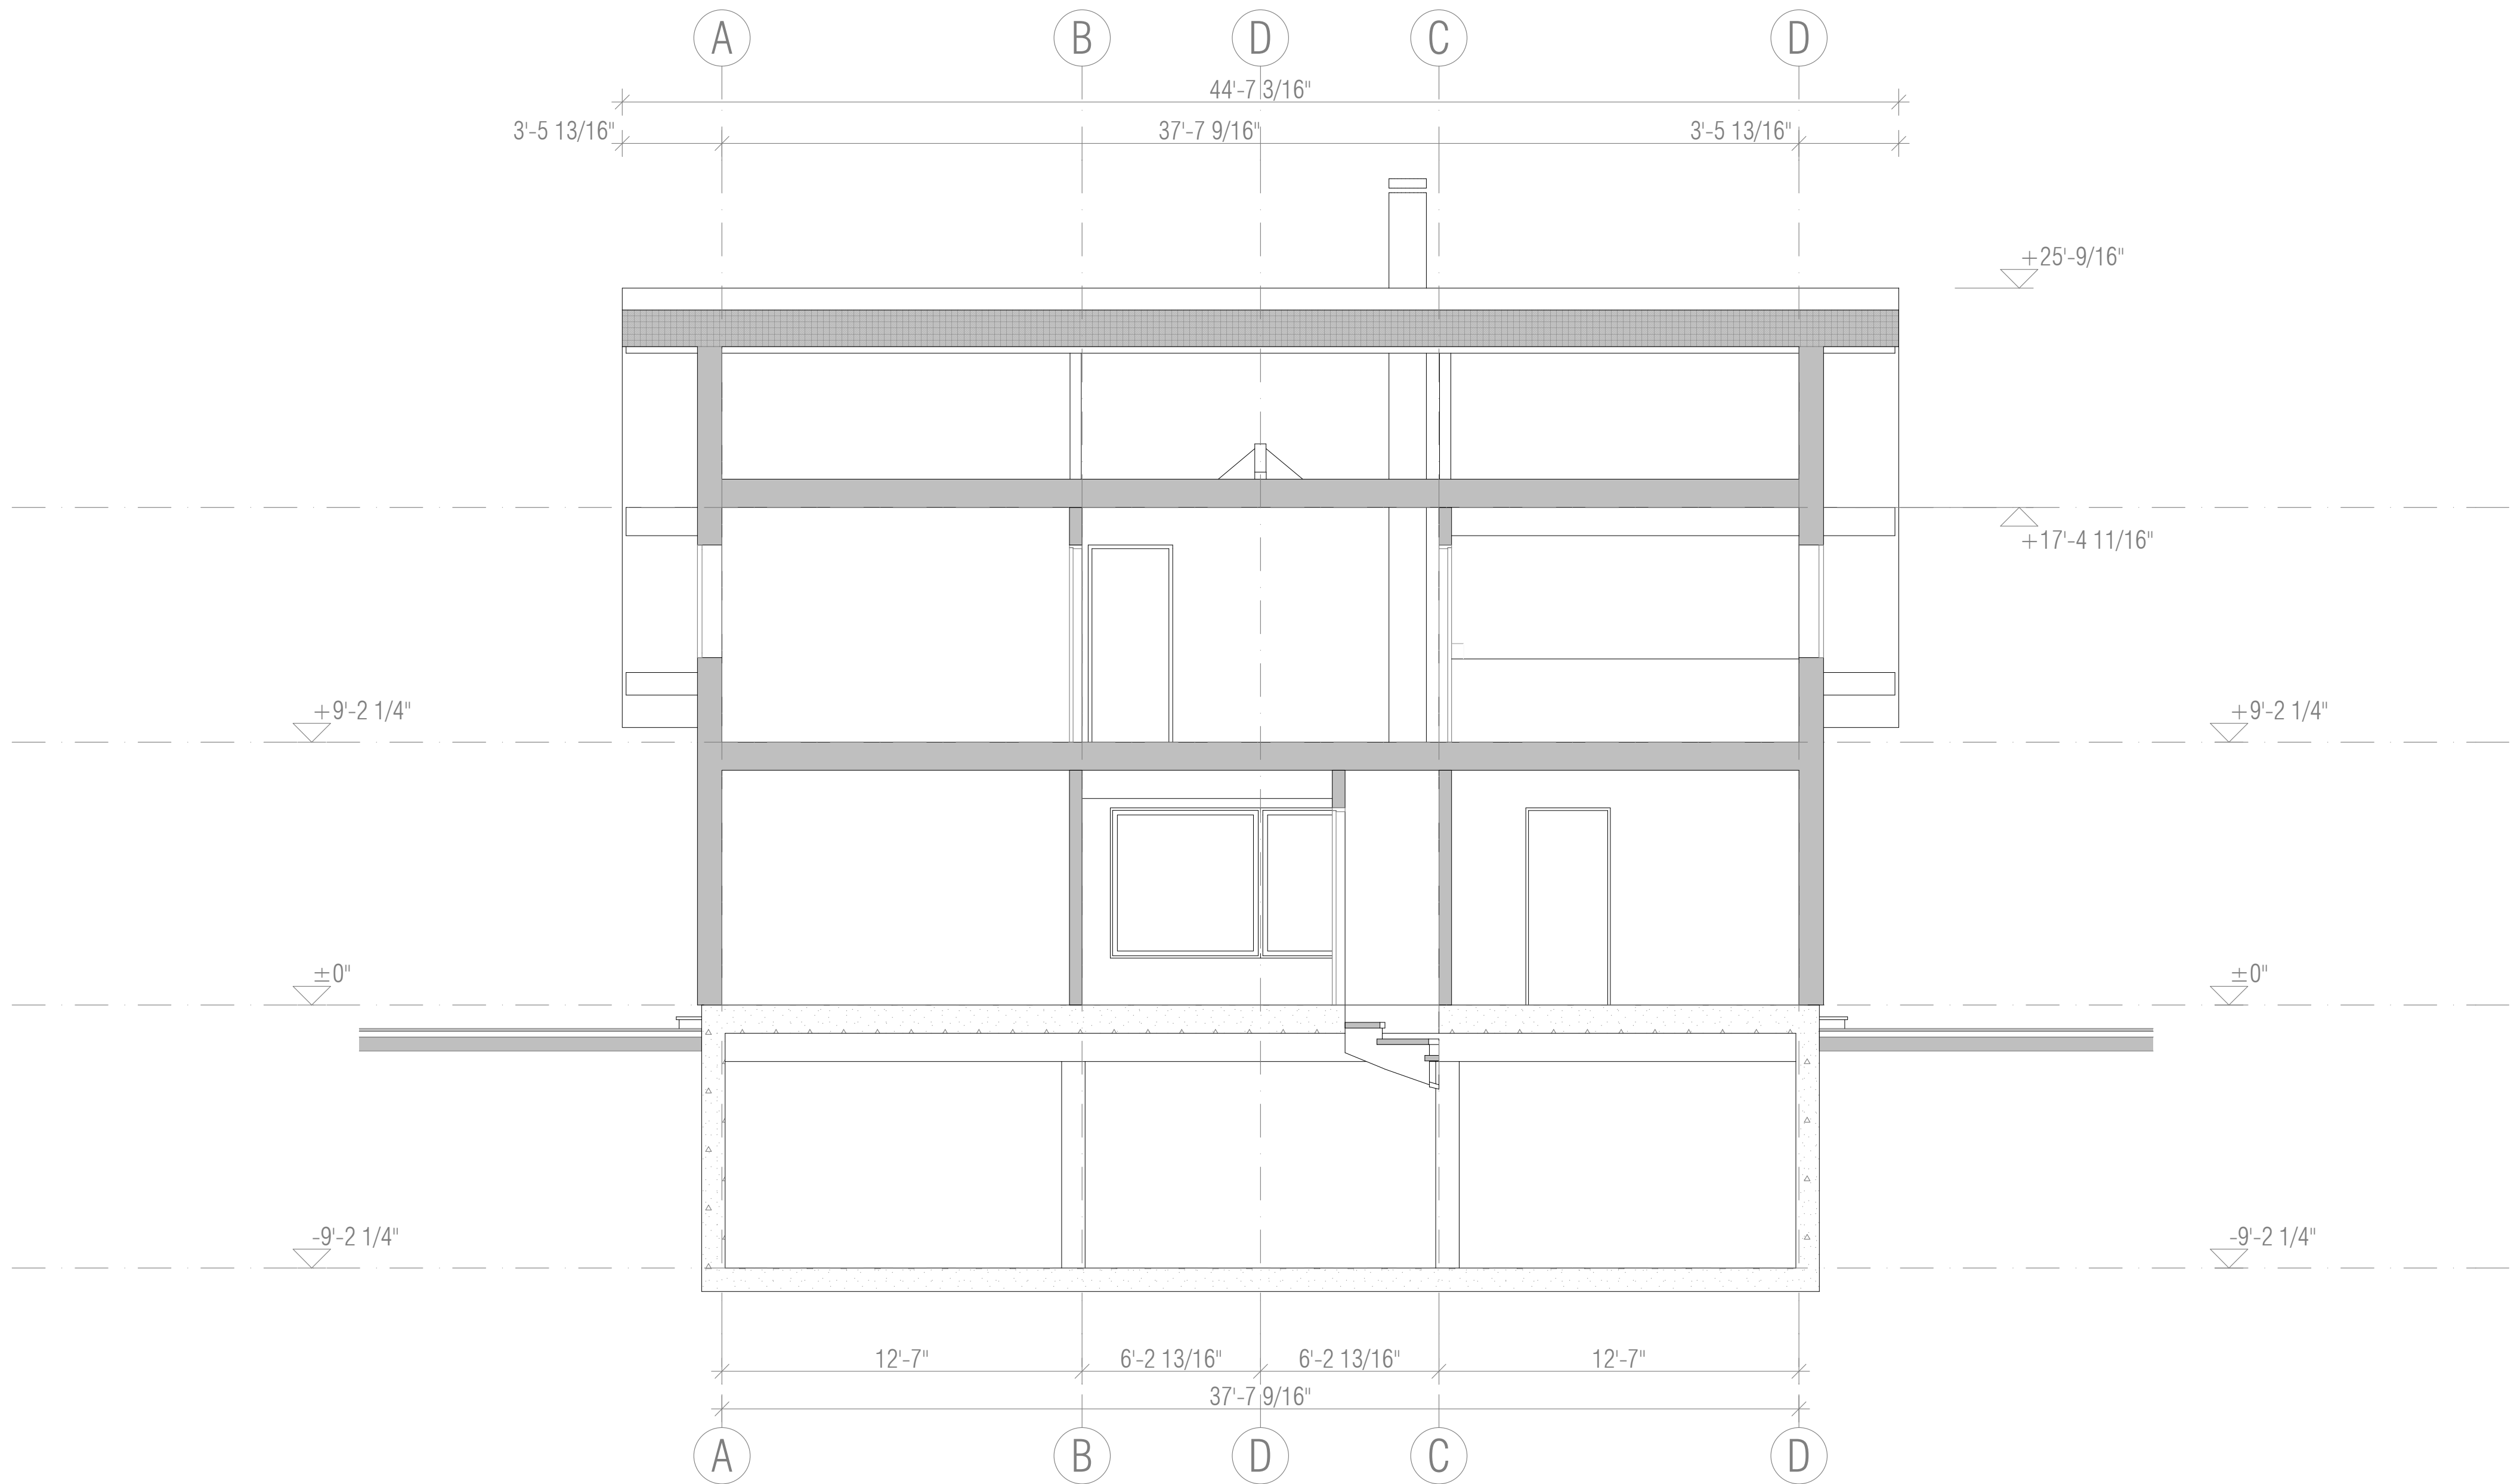 A B D C D
44'-7 3/16"
3'-5 13/16" 37'-7 9/16" 3'-5 13/16"
+25'-9/16"
+17'-4 11/16"
+9'-2 1/4" +9'-2 1/4"
±0" ±0"
-9'-2 1/4" -9'-2 1/4"
12'-7" 6'-2 13/16" 6'-2 13/16" 12'-7"
37'-7 9/16"
A B D C D